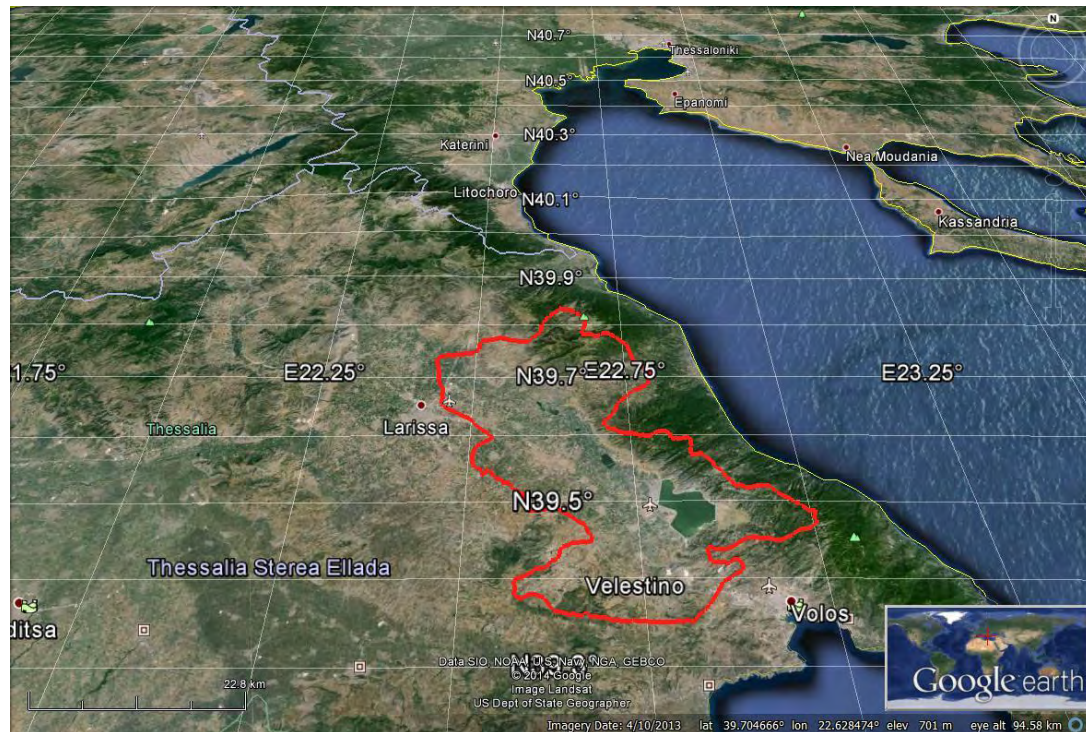 N
N40.7°
Thessaloniki
N40.5°
Epanomi
Katerini
N40.3°
Nea Moudania
Litochoro
N40.1°
Kassandria
N39.9°
1.75°
E22.25°
N39.7°
E22.75°
E23.25°
Larissa
Thessalia
N39.5°
Thessalia Sterea Ellada
Velestino
Volos
ditsa
Data SIO, NOAA, U.S. Navy, NGA, GEBCO
N39.3°
© 2014 Google
Image Landsat
US Dept of State Geographer
22.8 km
Google earth
Imagery Date: 4/10/2013 lat 39.704666° lon 22.628474° elev 701 m eye alt 94.58 km